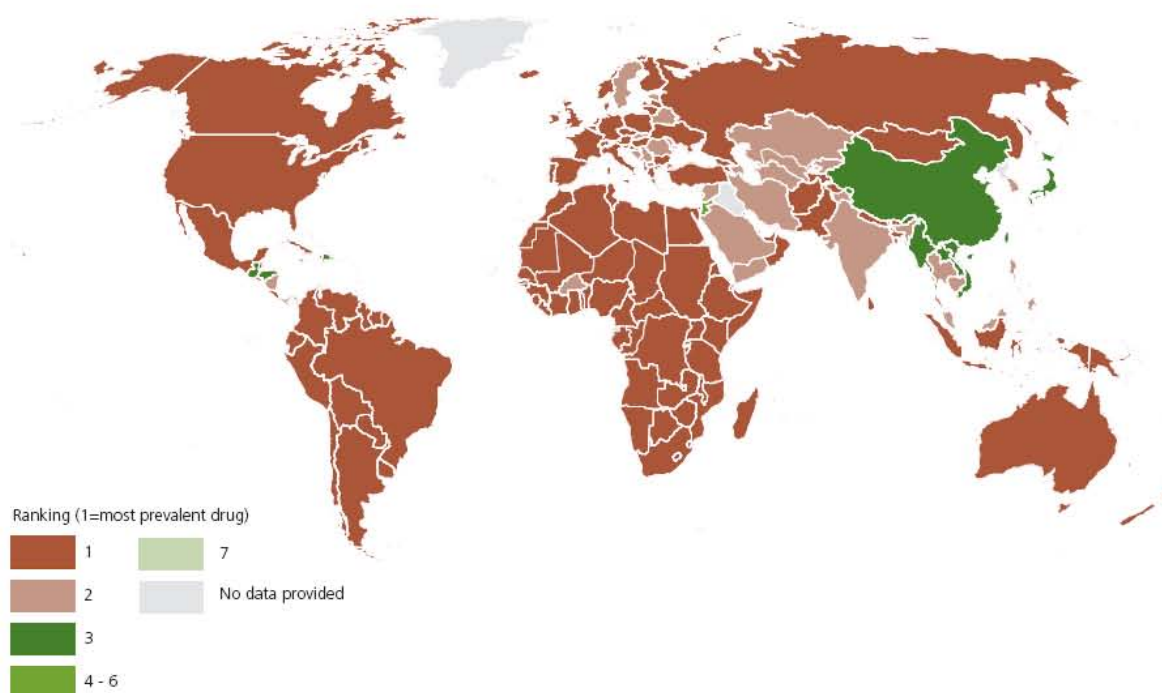 Ranking (1=most prevalent drug)
1
7
2
No data provided
3
4 - 6